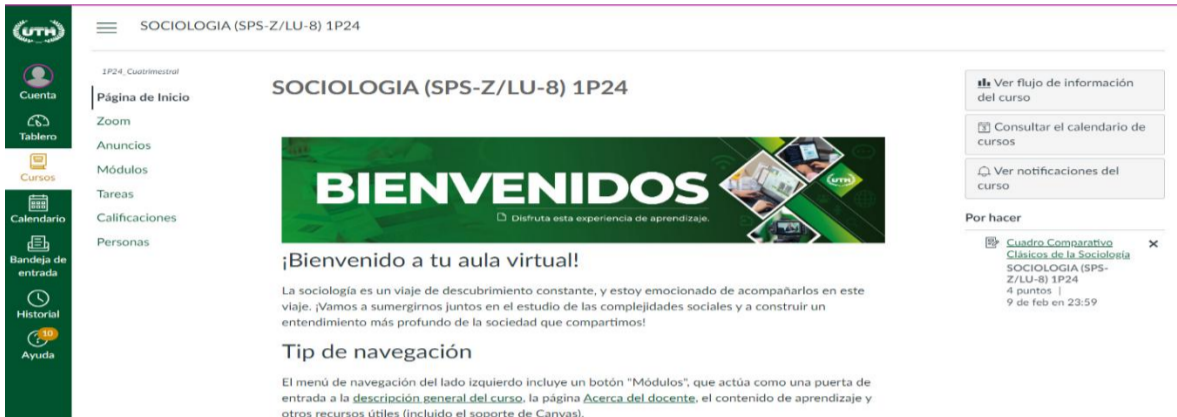 UTH
SOCIOLOGIA (SPS-Z/LU-8) 1P24
Cuenta
Tablero
Cursos
Calendario
Bandeja de
entrada
Historial
10
Ayuda
1P24_Cuatrimestral
Página de Inicio
Zoom
Anuncios
Módulos
Tareas
Calificaciones
Personas
SOCIOLOGIA (SPS-Z/LU-8) 1P24
BIENVENIDOS
Disfruta esta experiencia de aprendizaje.
UTH
¡Bienvenido a tu aula virtual!
La sociología es un viaje de descubrimiento constante, y estoy emocionado de acompañarlos en este
viaje. ¡Vamos a sumergirnos juntos en el estudio de las complejidades sociales y a construir un
entendimiento más profundo de la sociedad que compartimos!
Tip de navegación
El menú de navegación del lado izquierdo incluye un botón "Módulos", que actúa como una puerta de
entrada a la descripción general del curso, la página Acerca del docente, el contenido de aprendizaje y
otros recursos útiles (incluido el soporte de Canvas).
Ver flujo de información
del curso
Consultar el calendario de
cursos
Ver notificaciones del
curso
Por hacer
Cuadro Comparativo
Clásicos de la Sociología
SOCIOLOGIA (SPS-
Z/LU-8) 1P24
4 puntos |
9 de feb en 23:59